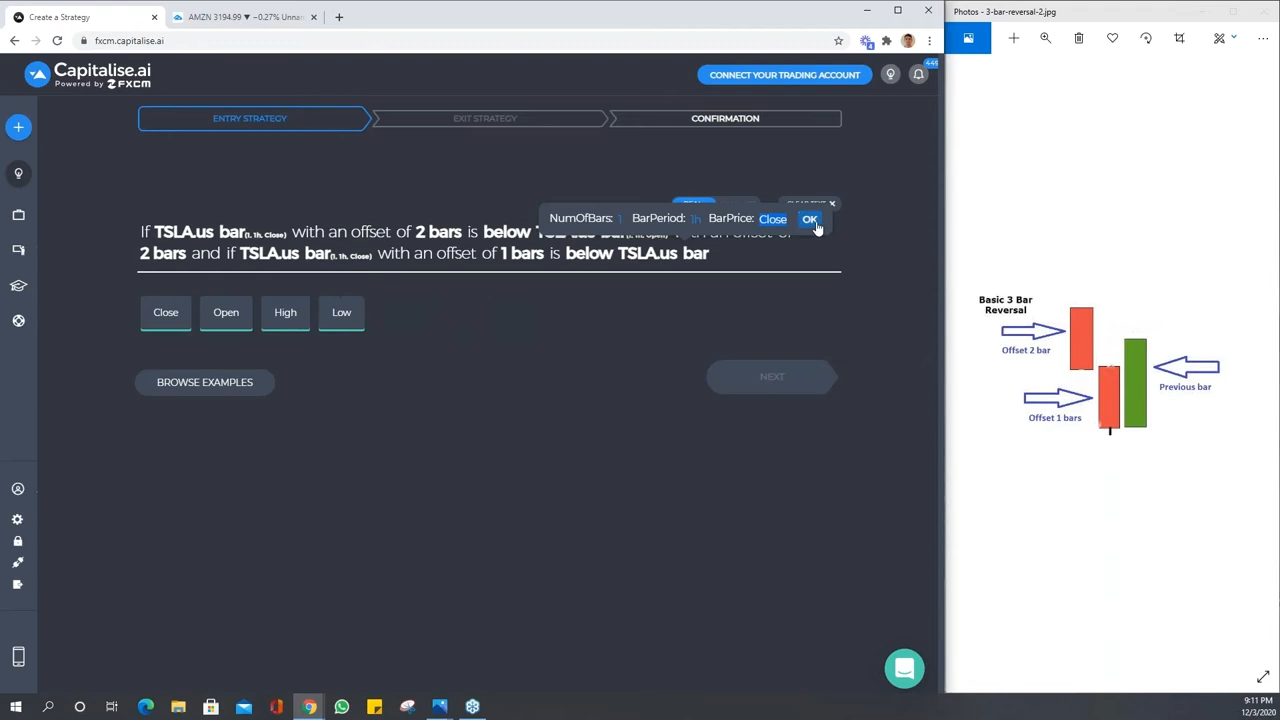 Create a Strategy
AMZN 3194.99 ▼ −0.27% Unnam
Photos - 3-bar-reversal-2.jpg
fxcm.capitalise.ai
4
Capitalise.ai
Powered by FXCM
CONNECT YOUR TRADING ACCOUNT
449
ENTRY STRATEGY
EXIT STRATEGY
CONFIRMATION
NumOfBars: 1 BarPeriod: 1h BarPrice: Close OK
If TSLA.us bar(1, 1h, Close) with an offset of 2 bars is below
2 bars and if TSLA.us bar(1, 1h, Close) with an offset of 1 bars is below TSLA.us bar
Close
Open
High
Low
BROWSE EXAMPLES
NEXT
Basic 3 Bar
Reversal
Offset 2 bar
Previous bar
Offset 1 bars
9:11 PM
12/3/2020